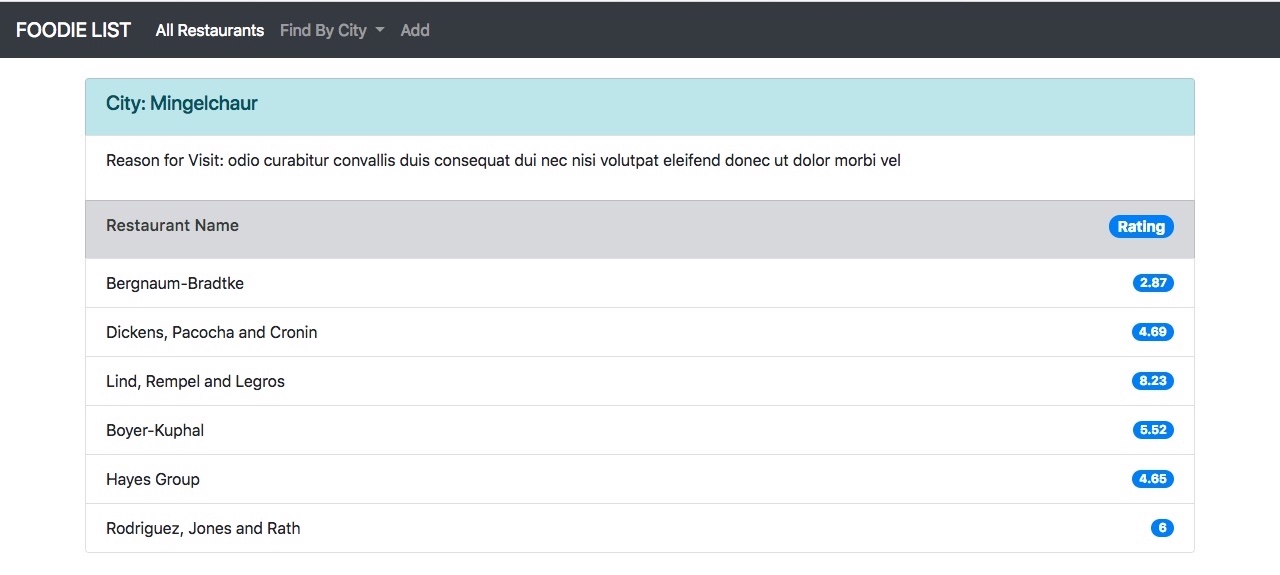 FOODIE LIST All Restaurants Find By City Add
City: Mingelchaur
Reason for Visit: odio curabitur convallis duis consequat dui nec nisi volutpat eleifend donec ut dolor morbi vel
Restaurant Name Rating
Bergnaum-Bradtke 2.87
Dickens, Pacocha and Cronin 4.69
Lind, Rempel and Legros 8.23
Boyer-Kuphal 5.52
Hayes Group 4.65
Rodriguez, Jones and Rath 6